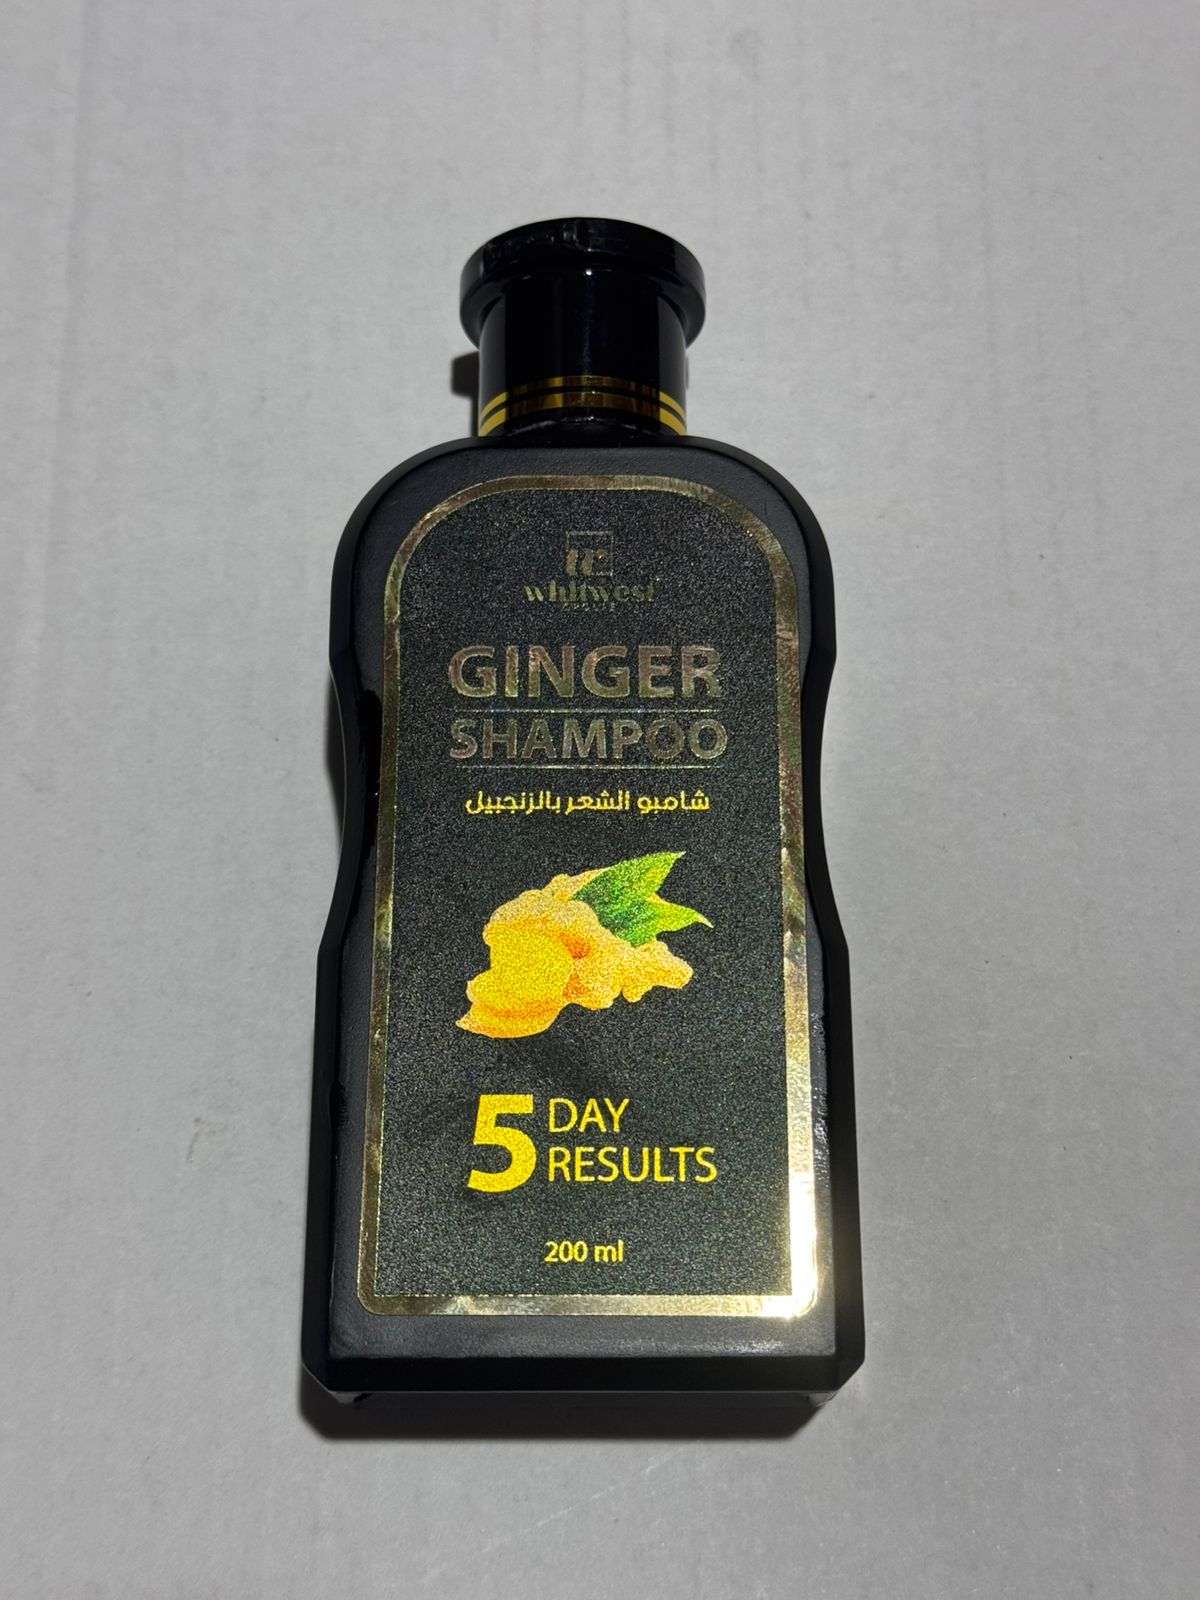 whitwest
GINGER
SHAMPOO
شامبو الشعر بالزنجبيل
5 DAY
RESULTS
200 ml